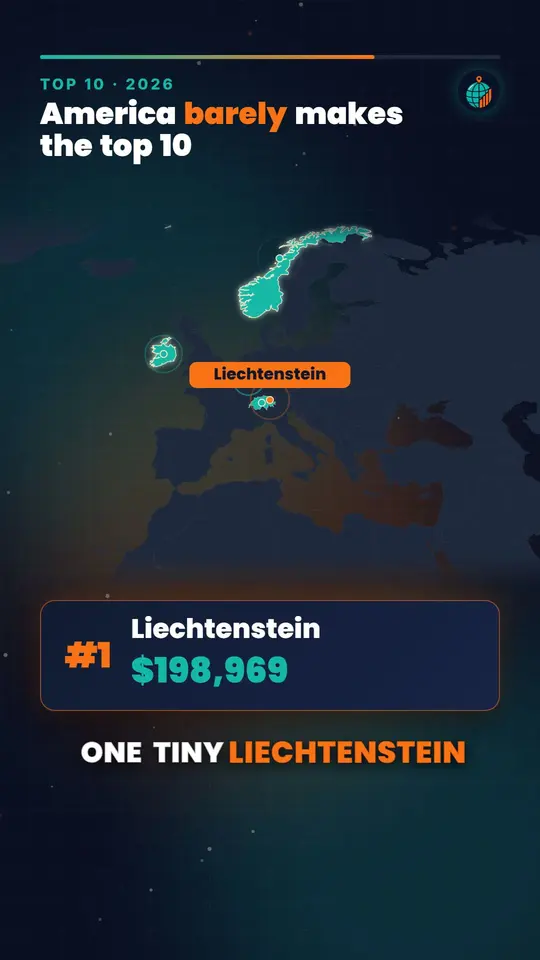 TOP 10 · 2026
America barely makes
the top 10
Liechtenstein
#1
Liechtenstein
$198,969
ONE TINY LIECHTENSTEIN